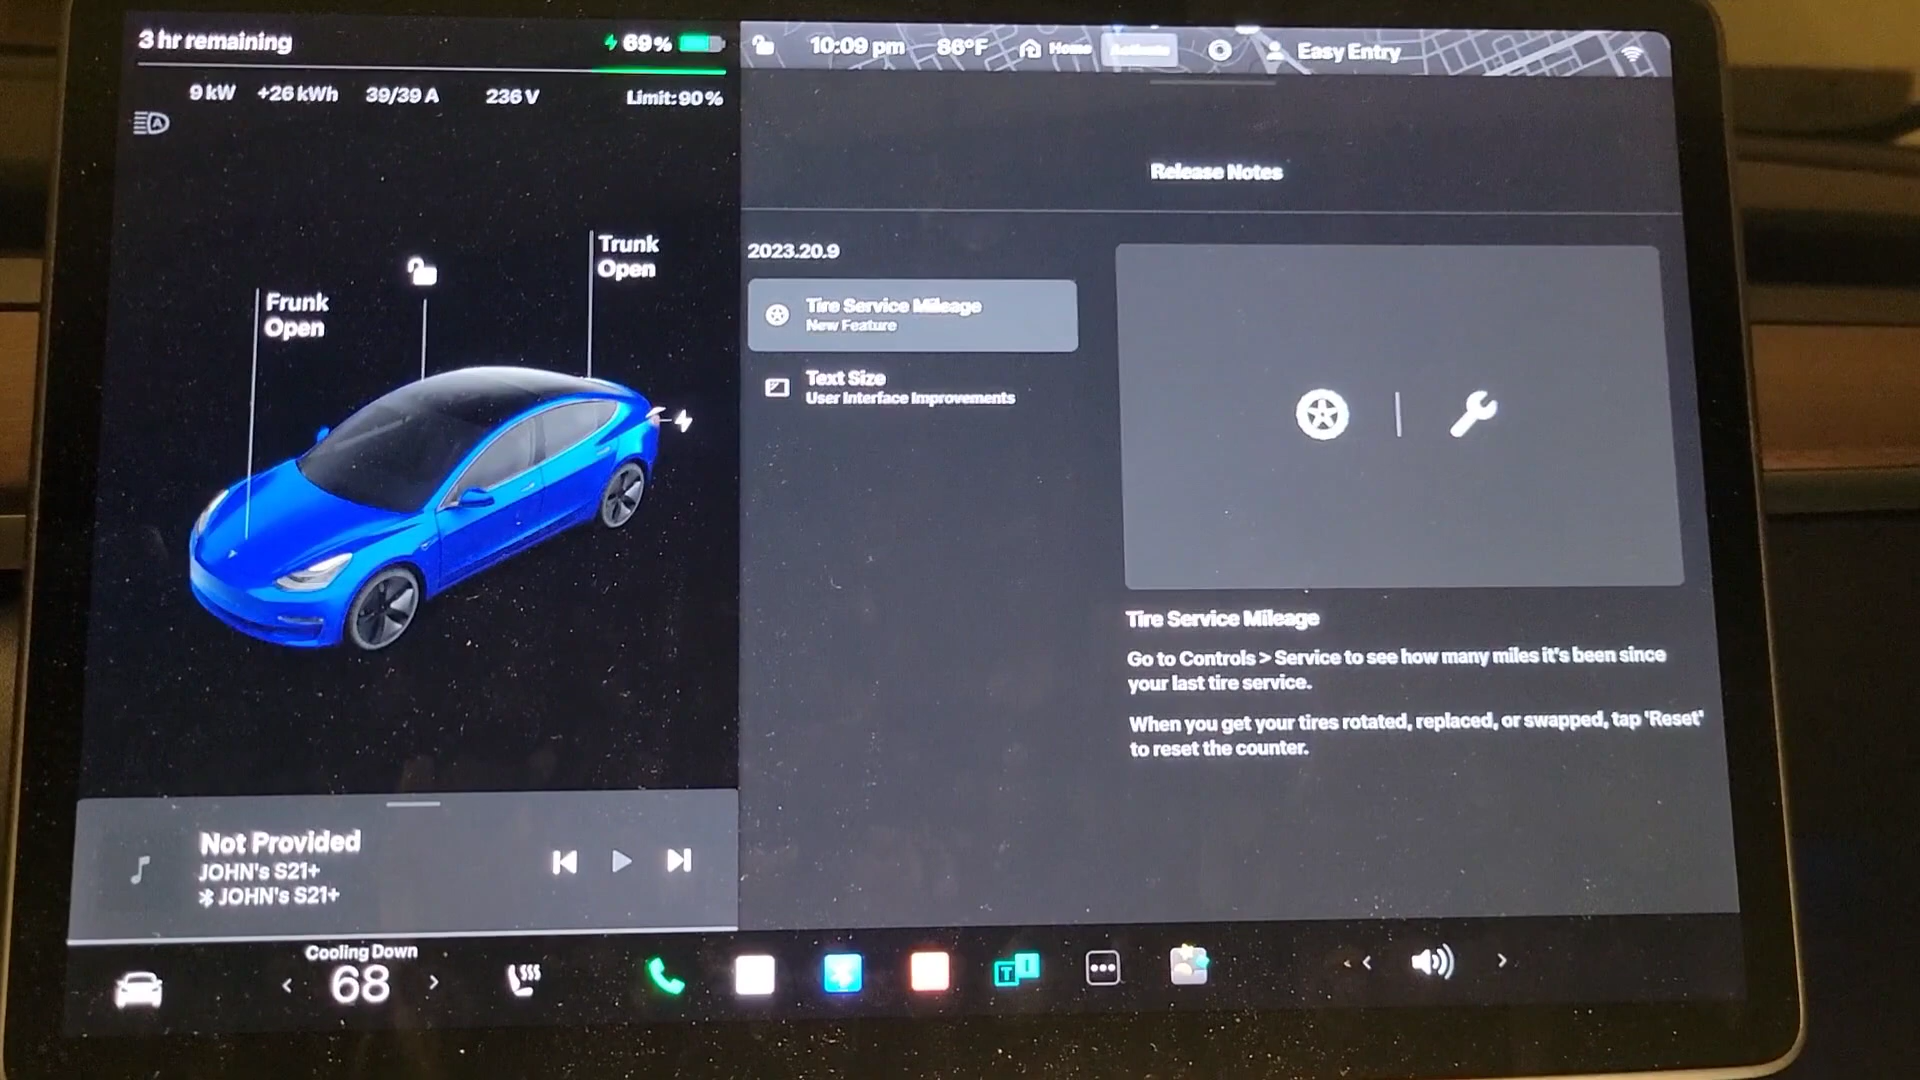 3 hr remaining
69%
9 kW +26 kWh 39/39 A 236 V Limit: 90%
Frunk
Open
Trunk
Open
Not Provided
JOHN's S21+
JOHN's S21+
Cooling Down
68
10:09 pm 86°F Home Activate Easy Entry
Release Notes
2023.20.9
Tire Service Mileage
New Feature
Text Size
User Interface Improvements
Tire Service Mileage
Go to Controls > Service to see how many miles it's been since
your last tire service.
When you get your tires rotated, replaced, or swapped, tap 'Reset'
to reset the counter.